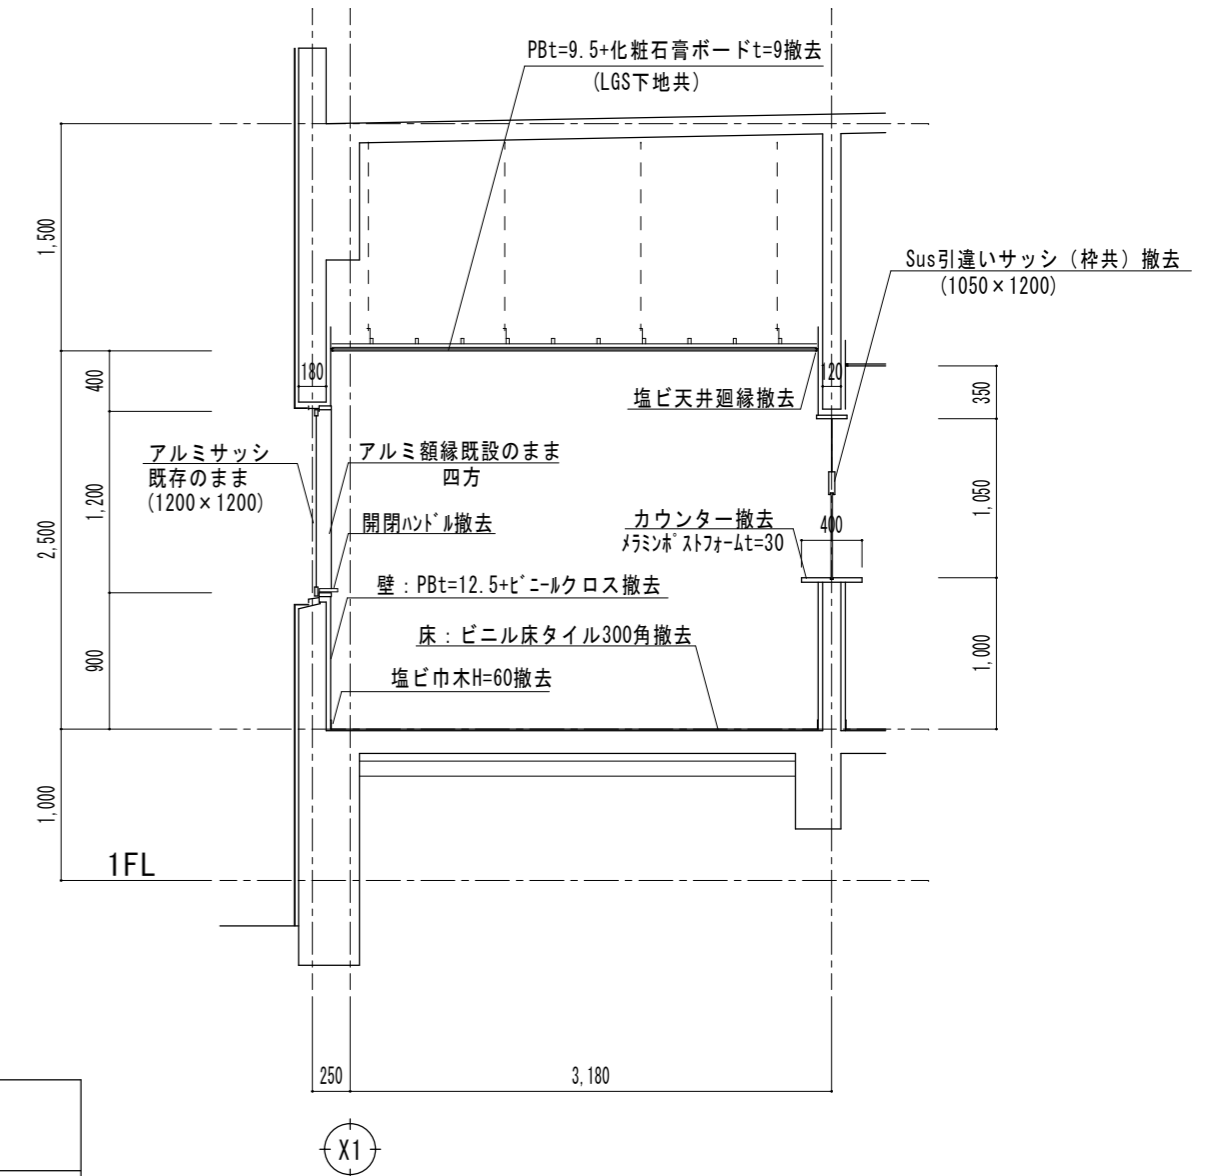 PBt=9.5+化粧石膏ボードt=9撤去
(LGS下地共)
1,500
Sus引違いサッシ（枠共）撤去
(1050×1200)
400
180
120
350
塩ビ天井廻縁撤去
アルミサッシ
既存のまま
(1200×1200)
アルミ額縁既設のまま
四方
2,500
1,200
1,050
開閉ﾊﾝﾄﾞﾙ撤去
カウンター撤去
ﾒﾗﾐﾝﾎﾟｽﾄフォームt=30
400
壁：PBt=12.5+ﾋﾞﾆｰﾙクロス撤去
床：ビニル床タイル300角撤去
900
1,000
塩ビ巾木H=60撤去
1,000
1FL
250
3,180
X1